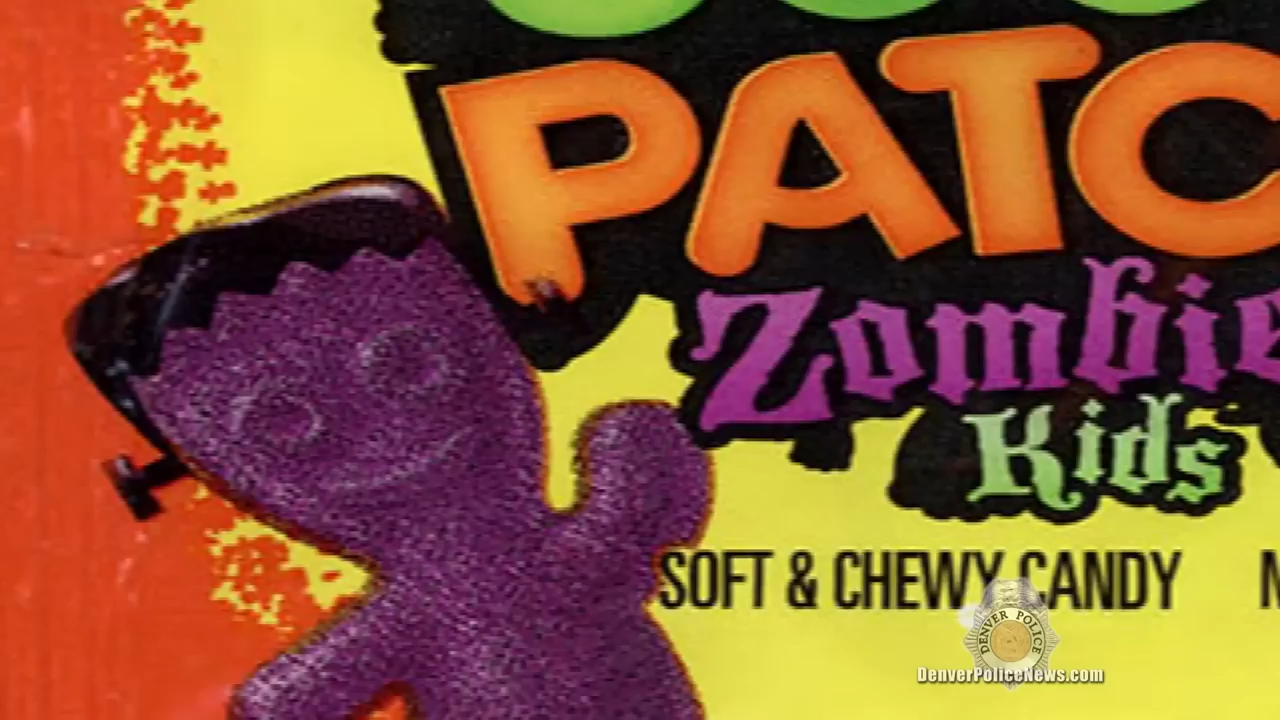 PATC
Zombie
Kids
SOFT & CHEWY CANDY
DENVER POLICE
DenverPoliceNews.com